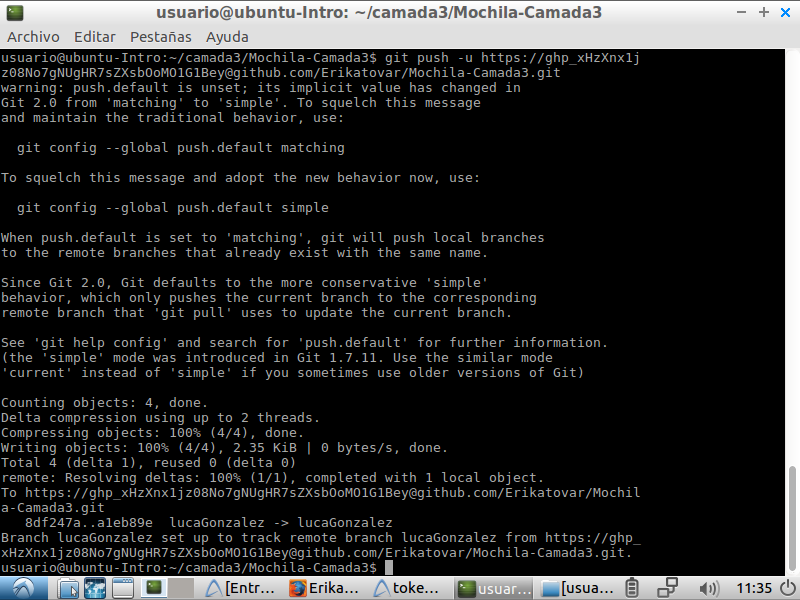 usuario@ubuntu-Intro: ~/camada3/Mochila-Camada3
Archivo Editar Pestañas Ayuda
usuario@ubuntu-Intro:~/camada3/Mochila-Camada3$ git push -u https://ghp_xHzXnx1j
z08No7gNUgHR7sZXsbOoMO1G1Bey@github.com/Erikatovar/Mochila-Camada3.git
warning: push.default is unset; its implicit value has changed in
Git 2.0 from 'matching' to 'simple'. To squelch this message
and maintain the traditional behavior, use:
git config --global push.default matching
To squelch this message and adopt the new behavior now, use:
git config --global push.default simple
When push.default is set to 'matching', git will push local branches
to the remote branches that already exist with the same name.
Since Git 2.0, Git defaults to the more conservative 'simple'
behavior, which only pushes the current branch to the corresponding
remote branch that 'git pull' uses to update the current branch.
See 'git help config' and search for 'push.default' for further information.
(the 'simple' mode was introduced in Git 1.7.11. Use the similar mode
'current' instead of 'simple' if you sometimes use older versions of Git)
Counting objects: 4, done.
Delta compression using up to 2 threads.
Compressing objects: 100% (4/4), done.
Writing objects: 100% (4/4), 2.35 KiB | 0 bytes/s, done.
Total 4 (delta 1), reused 0 (delta 0)
remote: Resolving deltas: 100% (1/1), completed with 1 local object.
To https://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@github.com/Erikatovar/Mochil
a-Camada3.git
8df247a..a1eb89e lucaGonzalez -> lucaGonzalez
Branch lucaGonzalez set up to track remote branch lucaGonzalez from https://ghp_
xHzXnx1jz08No7gNUgHR7sZXsbOoMO1G1Bey@github.com/Erikatovar/Mochila-Camada3.git.
usuario@ubuntu-Intro:~/camada3/Mochila-Camada3$
[Entr... Erika... toke... usuar... [usua... 11:35